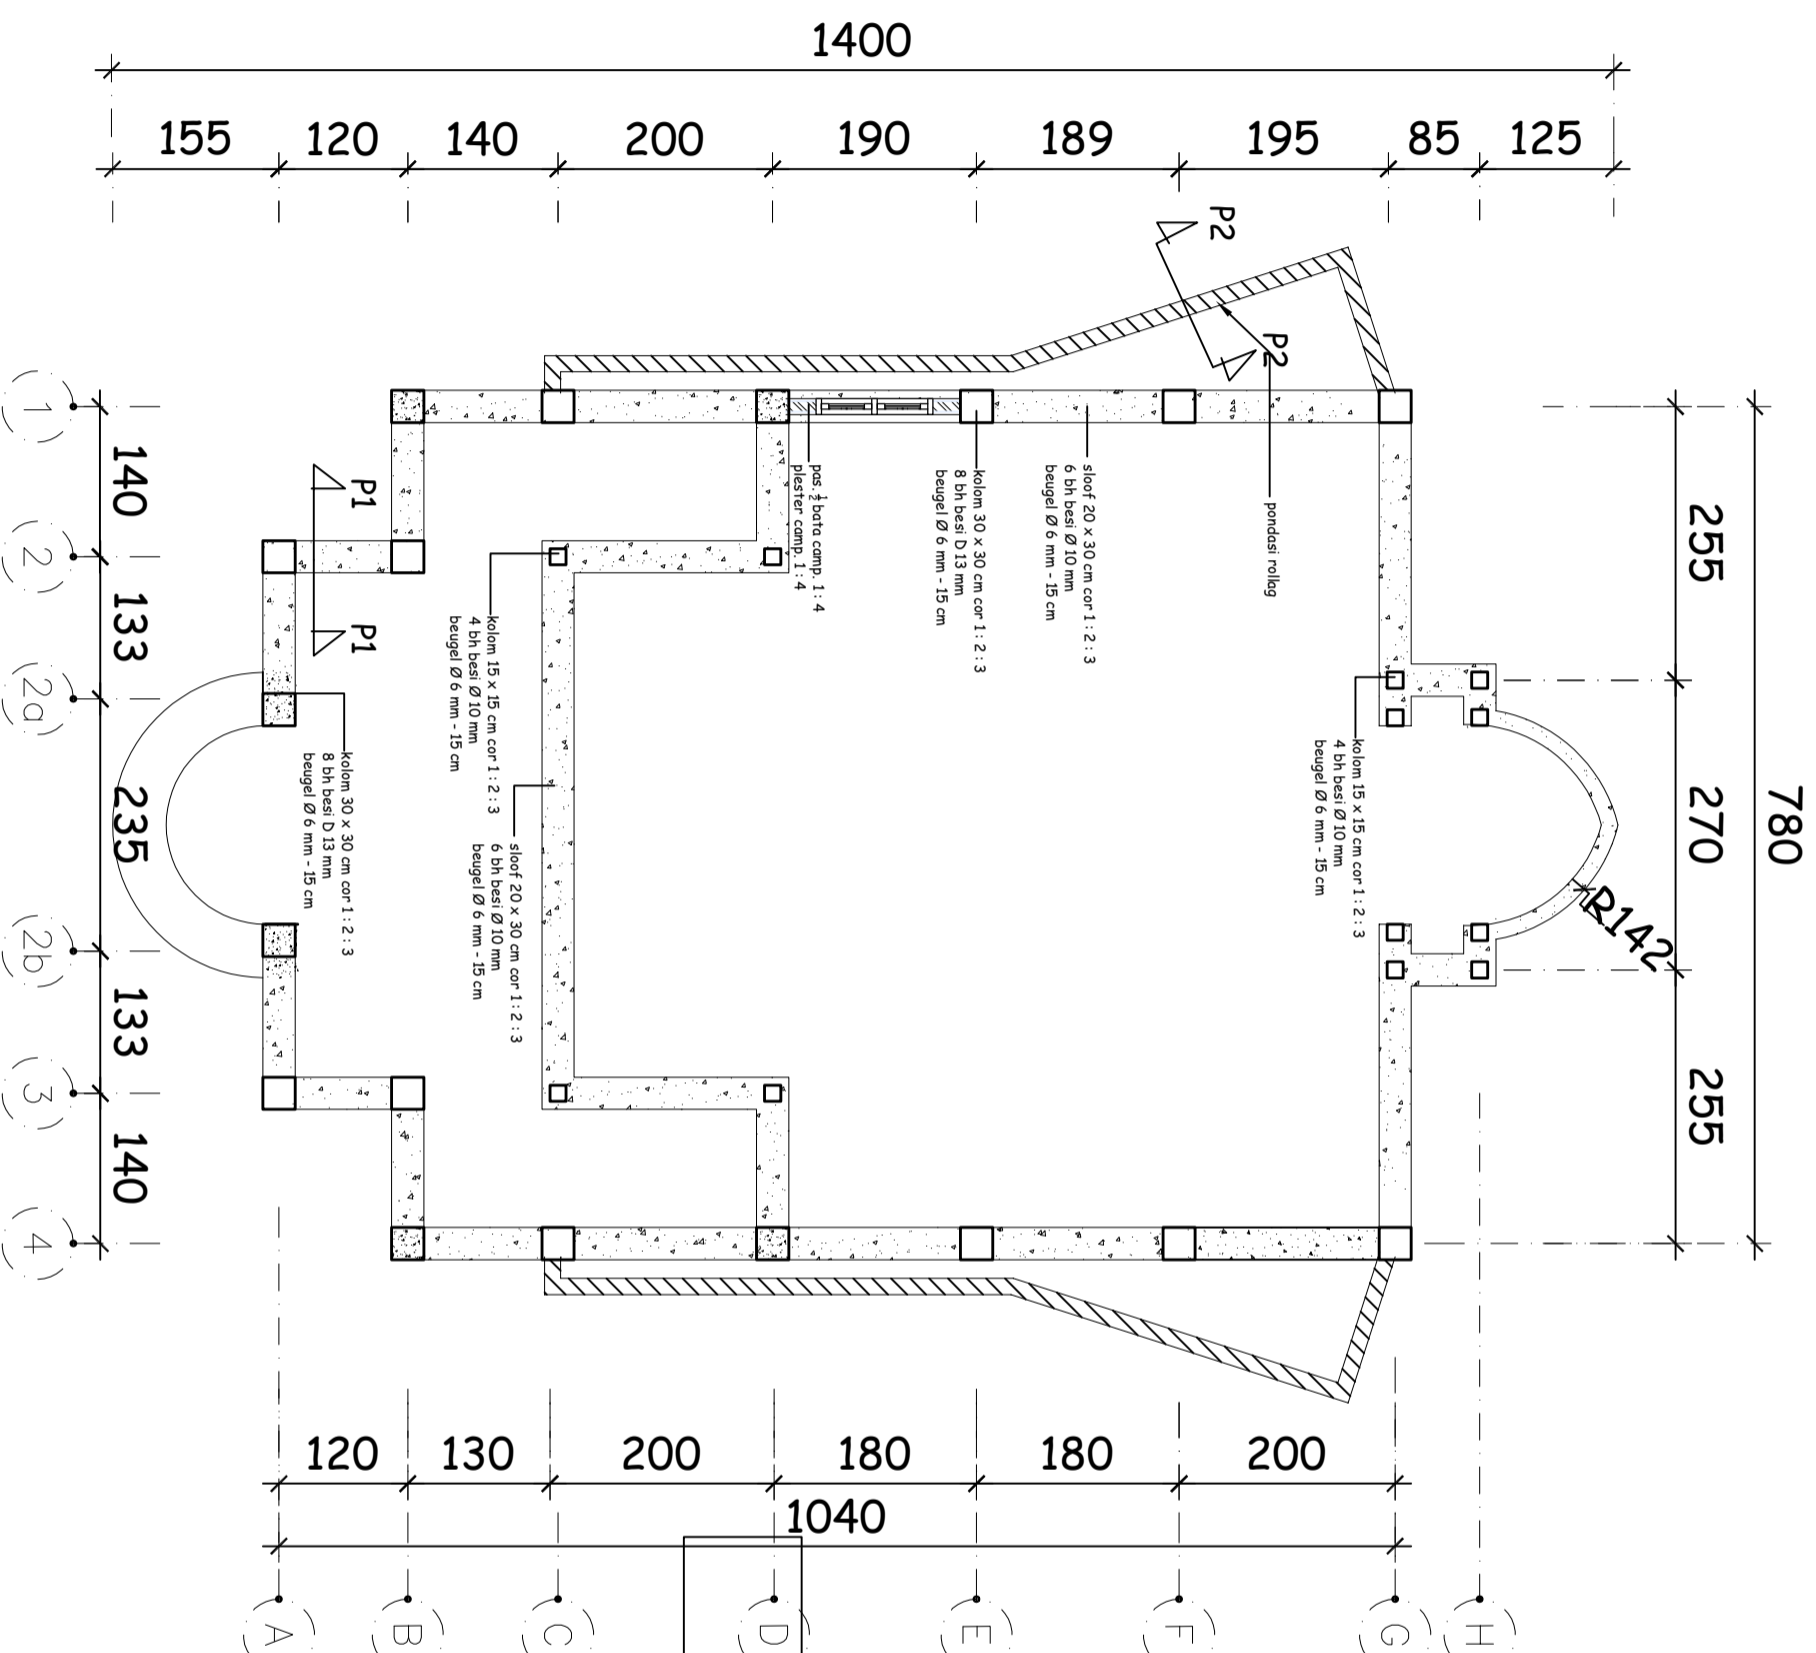 1400
155
120
140
200
190
189
195
85
125
P2
P2
pondasi rollag
sloof 20 x 30 cm cor 1 : 2 : 3
6 bh besi Ø 10 mm
beugel Ø 6 mm - 15 cm
kolom 30 x 30 cm cor 1 : 2 : 3
8 bh besi D 13 mm
beugel Ø 6 mm - 15 cm
pas. ½ bata camp. 1 : 4
plester camp. 1 : 4
kolom 15 x 15 cm cor 1 : 2 : 3
4 bh besi Ø 10 mm
beugel Ø 6 mm - 15 cm
kolom 15 x 15 cm cor 1 : 2 : 3
4 bh besi Ø 10 mm
beugel Ø 6 mm - 15 cm
sloof 20 x 30 cm cor 1 : 2 : 3
6 bh besi Ø 10 mm
beugel Ø 6 mm - 15 cm
kolom 30 x 30 cm cor 1 : 2 : 3
8 bh besi D 13 mm
beugel Ø 6 mm - 15 cm
P1
P1
R142
780
255
270
255
140
133
235
133
140
1
2
2a
2b
3
4
120
130
200
180
180
200
1040
A
B
C
D
E
F
G
H